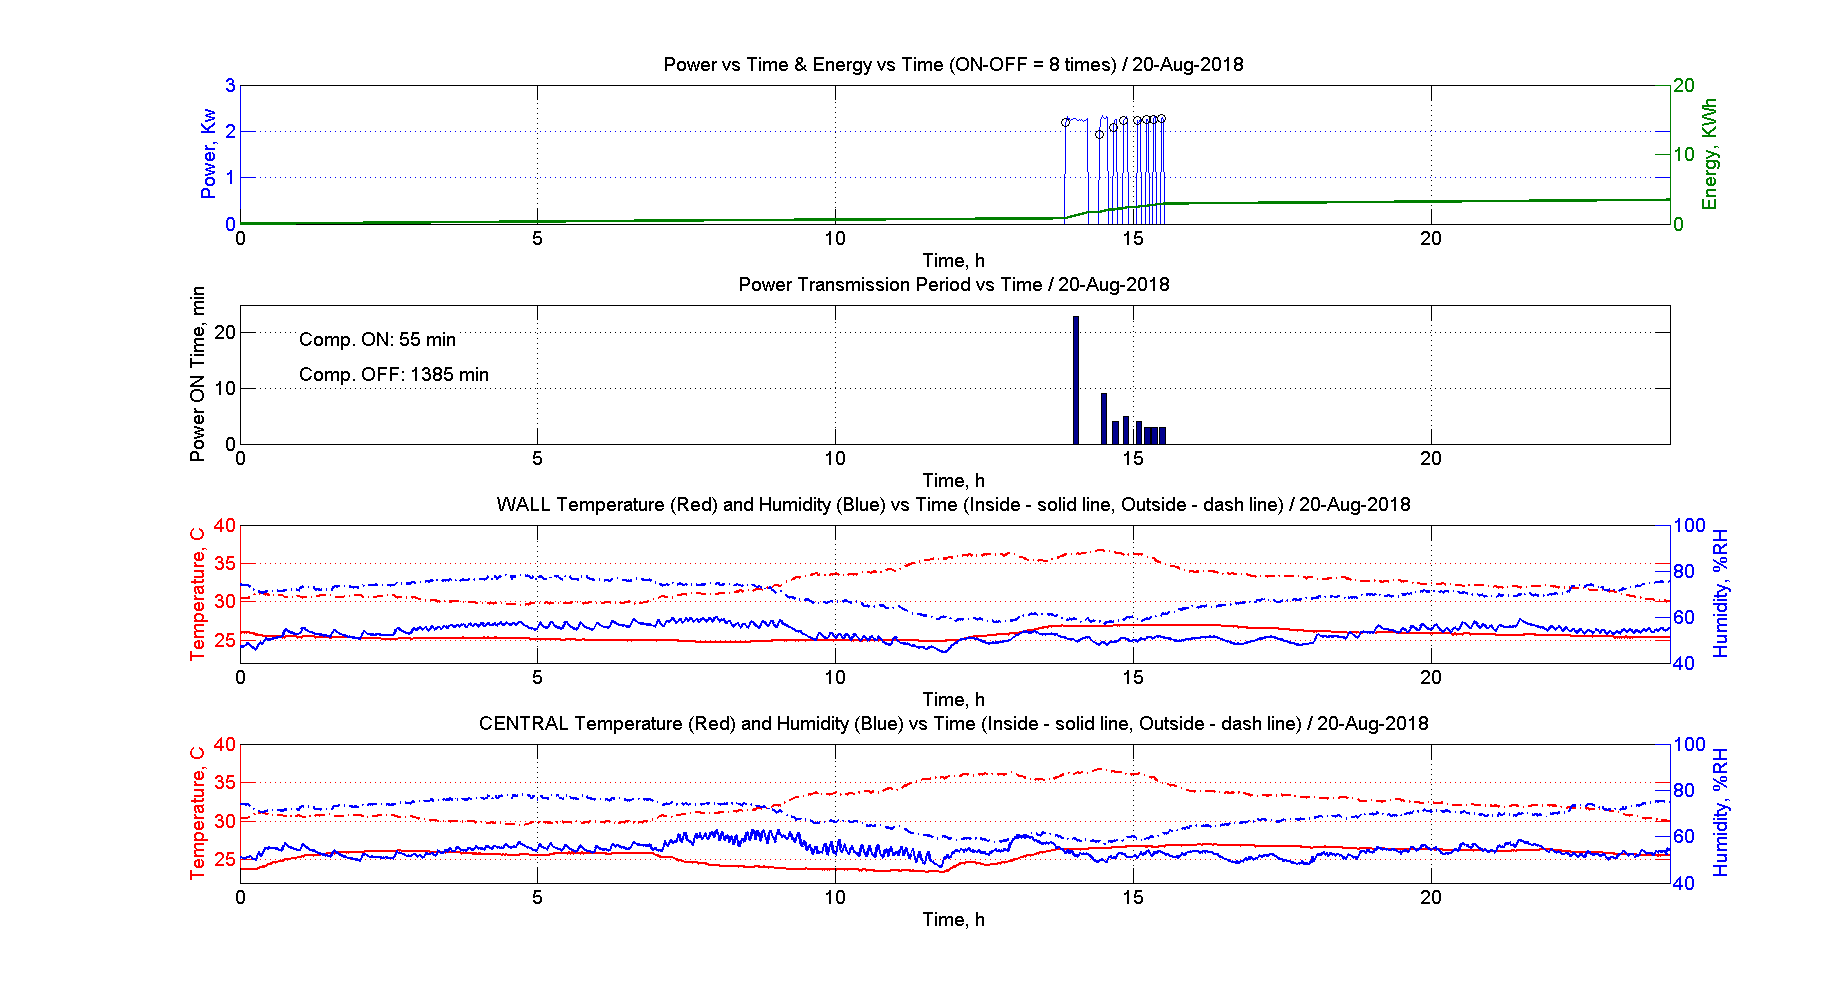 Power vs Time & Energy vs Time (ON-OFF = 8 times) / 20-Aug-2018
Power, Kw
3
2
1
0
20
10
0
Energy, KWh
0 5 10 15 20
Time, h
Power Transmission Period vs Time / 20-Aug-2018
Power ON Time, min
20
10
0
Comp. ON: 55 min
Comp. OFF: 1385 min
0 5 10 15 20
Time, h
WALL Temperature (Red) and Humidity (Blue) vs Time (Inside - solid line, Outside - dash line) / 20-Aug-2018
Temperature, C
40
35
30
25
100
80
60
40
Humidity, %RH
0 5 10 15 20
Time, h
CENTRAL Temperature (Red) and Humidity (Blue) vs Time (Inside - solid line, Outside - dash line) / 20-Aug-2018
Temperature, C
40
35
30
25
100
80
60
40
Humidity, %RH
0 5 10 15 20
Time, h